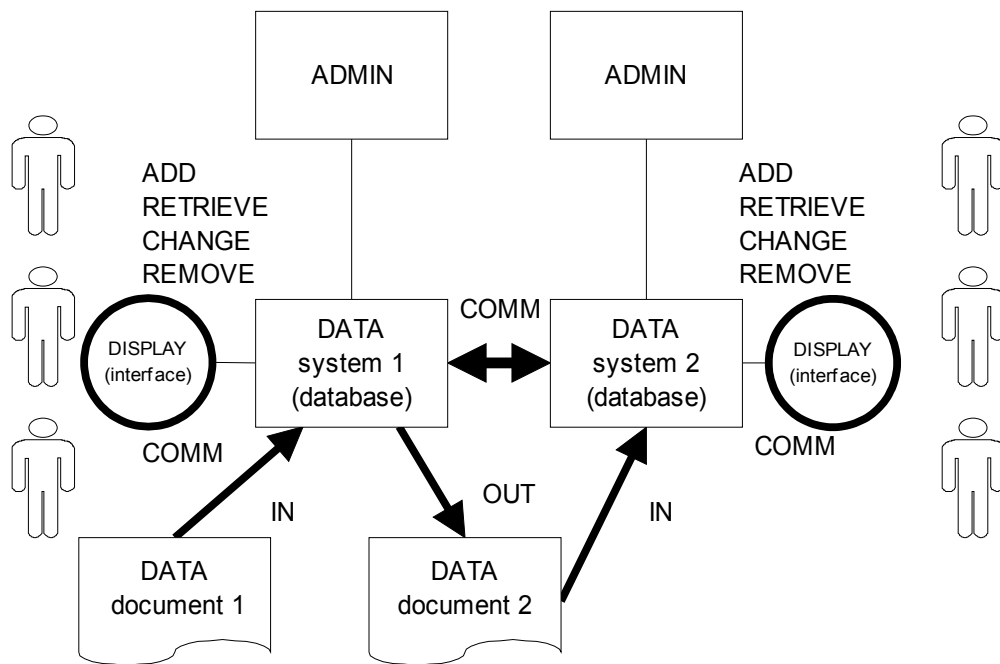 ADMIN
ADMIN
ADD
RETRIEVE
CHANGE
REMOVE
ADD
RETRIEVE
CHANGE
REMOVE
DISPLAY
(interface)
DATA
system 1
(database)
COMM
DATA
system 2
(database)
DISPLAY
(interface)
COMM
COMM
IN
OUT
IN
DATA
document 1
DATA
document 2